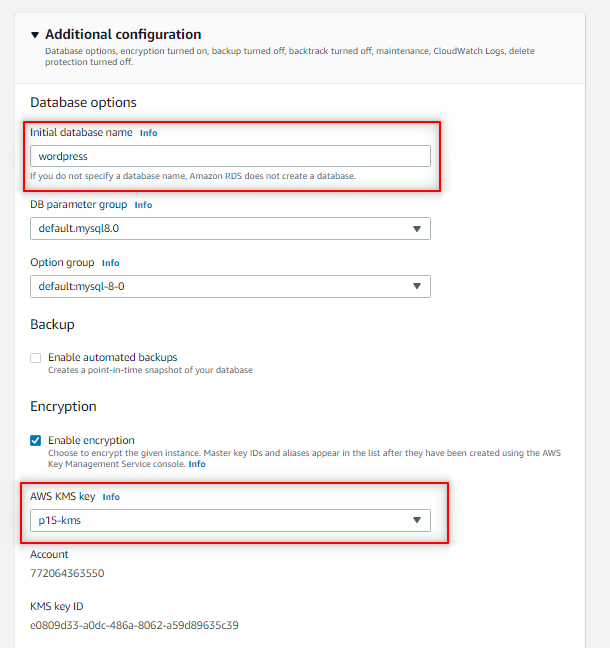 Additional configuration
Database options, encryption turned on, backup turned off, backtrack turned off, maintenance, CloudWatch Logs, delete
protection turned off.
Database options
Initial database name Info
wordpress
If you do not specify a database name, Amazon RDS does not create a database.
DB parameter group Info
default.mysql8.0
Option group Info
default:mysql-8-0
Backup
Enable automated backups
Creates a point-in-time snapshot of your database
Encryption
Enable encryption
Choose to encrypt the given instance. Master key IDs and aliases appear in the list after they have been created using the AWS
Key Management Service console. Info
AWS KMS key Info
p15-kms
Account
772064363550
KMS key ID
e0809d33-a0dc-486a-8062-a59d89635c39